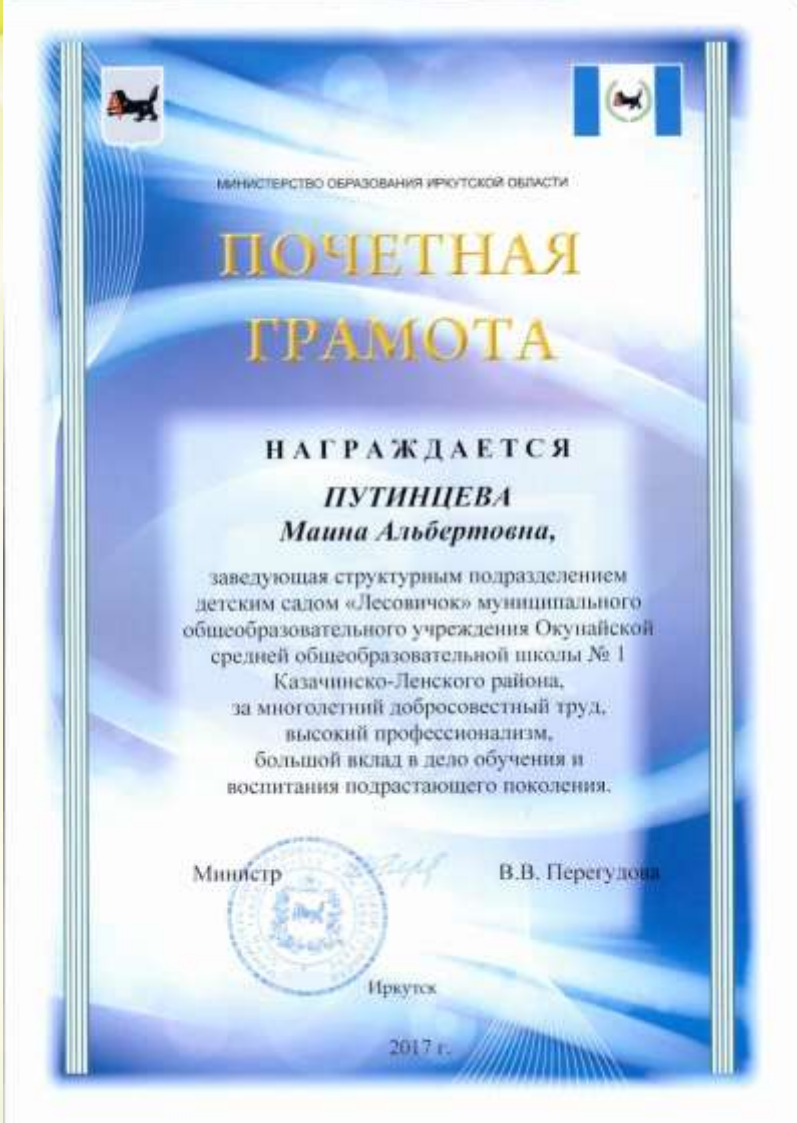 МИНИСТЕРСТВО ОБРАЗОВАНИЯ ИРКУТСКОЙ ОБЛАСТИ
ПОЧЕТНАЯ
ГРАМОТА
НАГРАЖДАЕТСЯ
ПУТИНЦЕВА
Маина Альбертовна,
заведующая структурным подразделением
детским садом «Лесовичок» муниципального
общеобразовательного учреждения Окунайской
средней общеобразовательной школы № 1
Казачинско-Ленского района,
за многолетний добросовестный труд,
высокий профессионализм,
большой вклад в дело обучения и
воспитания подрастающего поколения.
Министр В.В. Перегудова
Иркутск
2017 г.